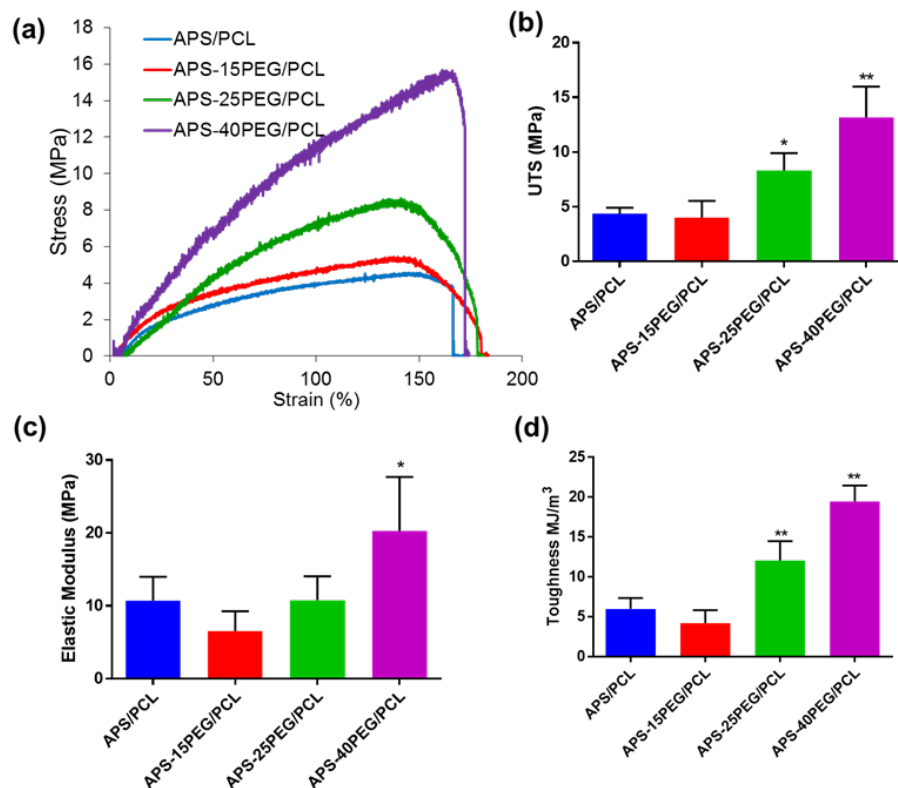 (a)
18
16
14
12
10
8
6
4
2
0
Stress (MPa)
APS/PCL
APS-15PEG/PCL
APS-25PEG/PCL
APS-40PEG/PCL
0
50
100
150
200
Strain (%)
(b)
20
15
10
5
0
UTS (MPa)
*
**
APS/PCL
APS-15PEG/PCL
APS-25PEG/PCL
APS-40PEG/PCL
(c)
30
20
10
0
Elastic Modulus (MPa)
*
APS/PCL
APS-15PEG/PCL
APS-25PEG/PCL
APS-40PEG/PCL
(d)
25
20
15
10
5
0
Toughness MJ/m³
**
**
APS/PCL
APS-15PEG/PCL
APS-25PEG/PCL
APS-40PEG/PCL